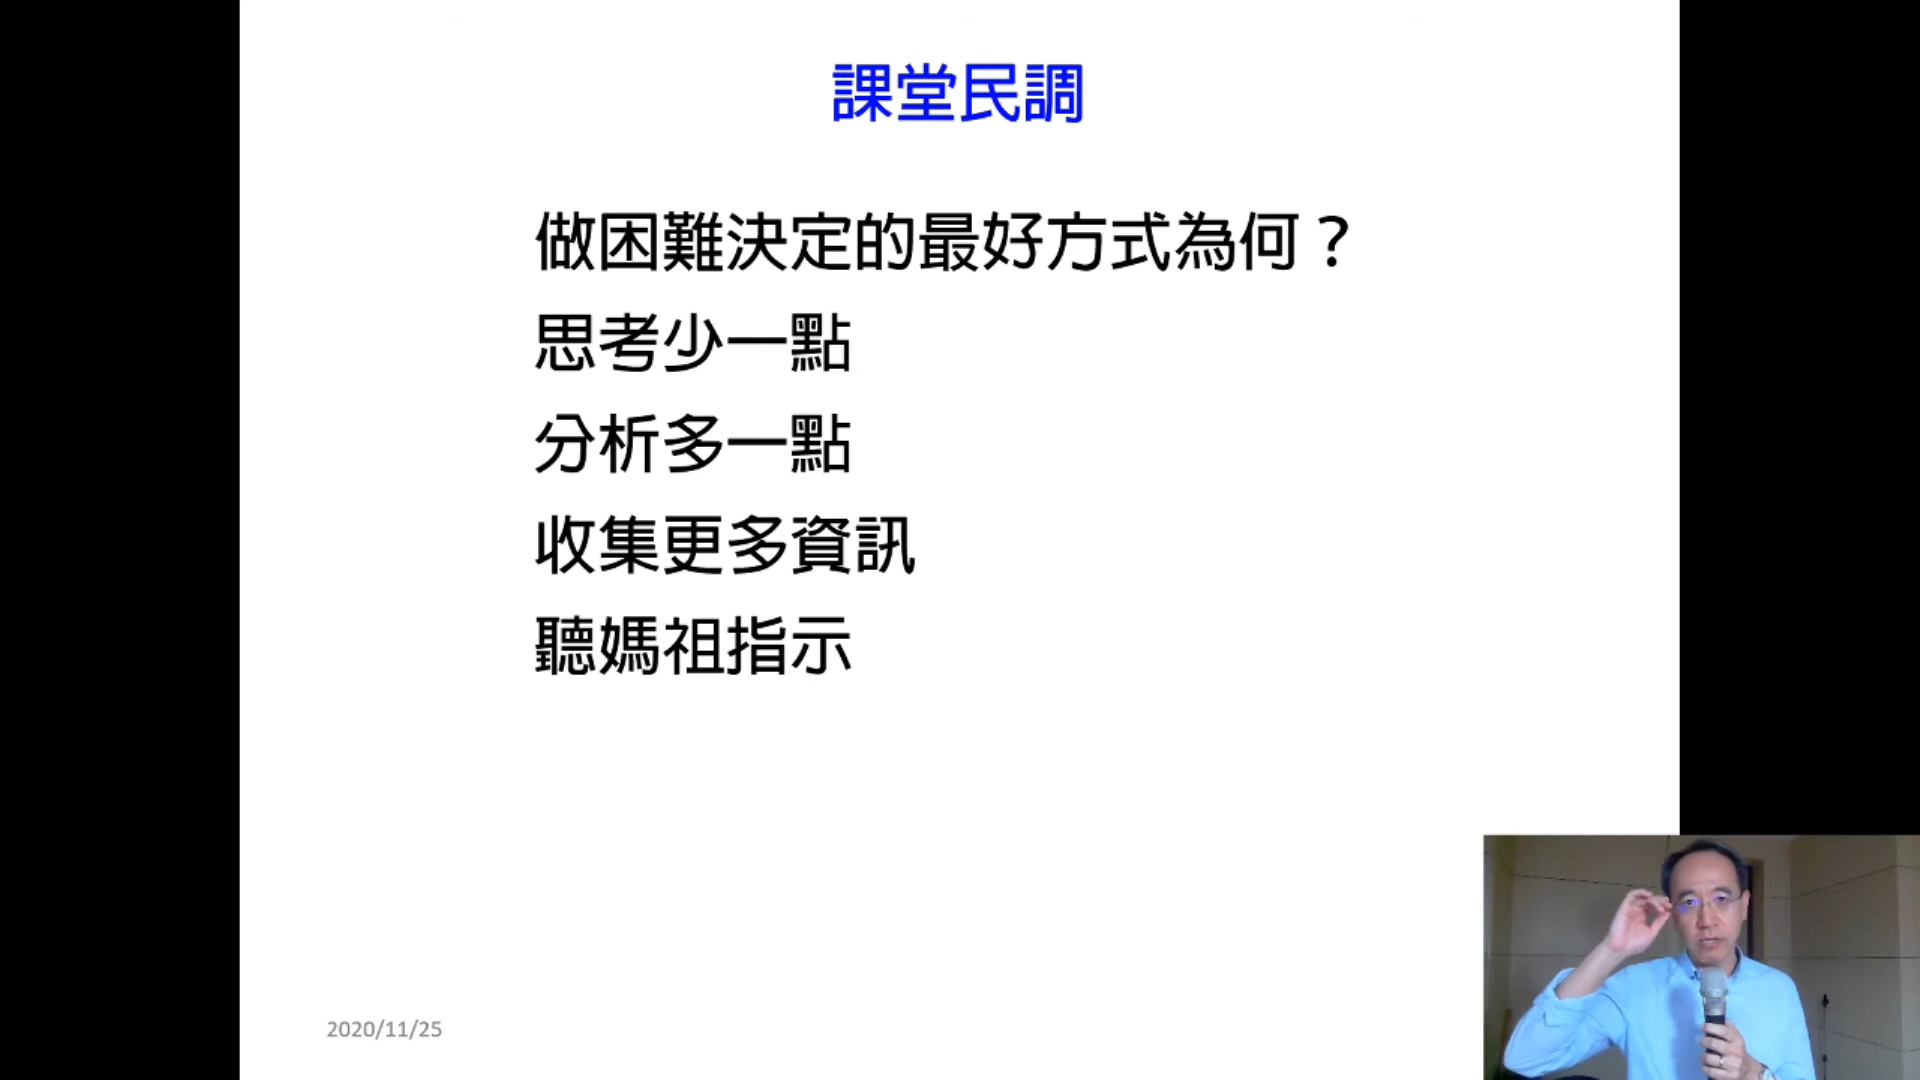 課堂民調
做困難決定的最好方式為何？
思考少一點
分析多一點
收集更多資訊
聽媽祖指示
2020/11/25